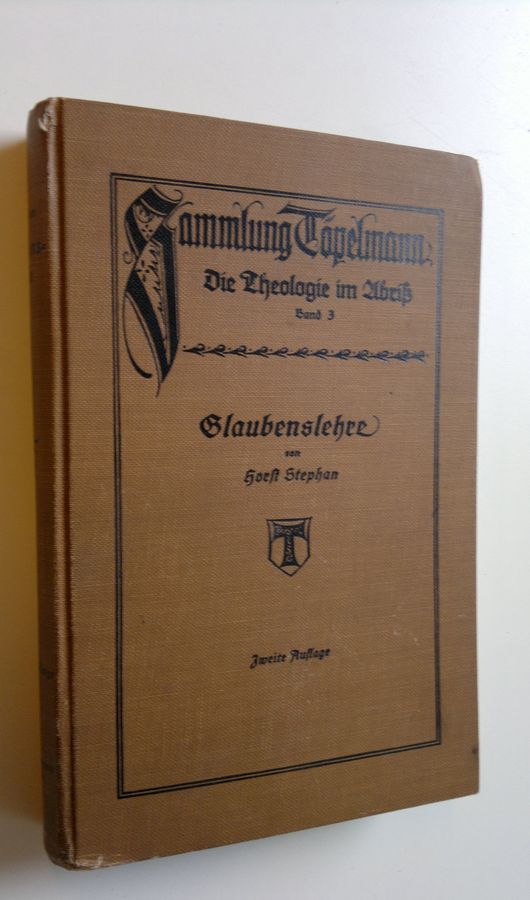 Sammlung Töpelmann
Die Theologie im Abriß
Band 3
Glaubenslehre
von
Horst Stephan
T
Zweite Auflage